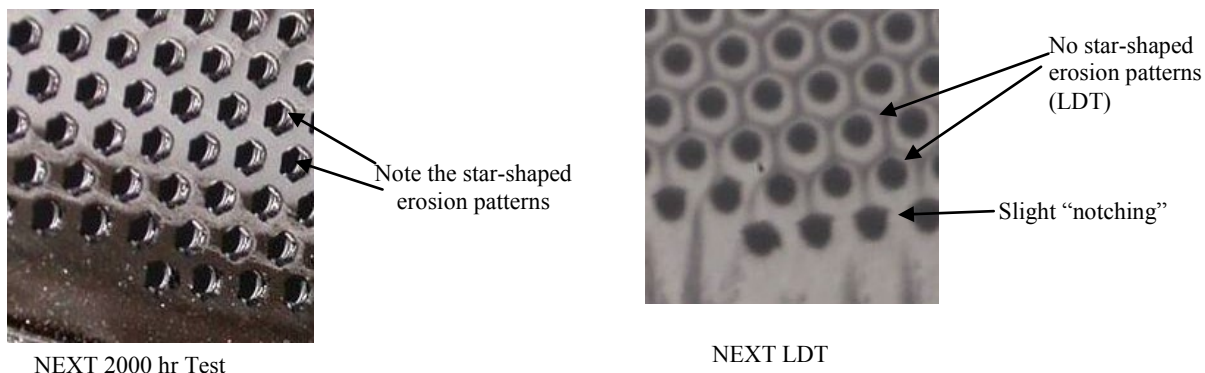 Note the star-shaped
erosion patterns
NEXT 2000 hr Test
No star-shaped
erosion patterns
(LDT)
Slight “notching”
NEXT LDT